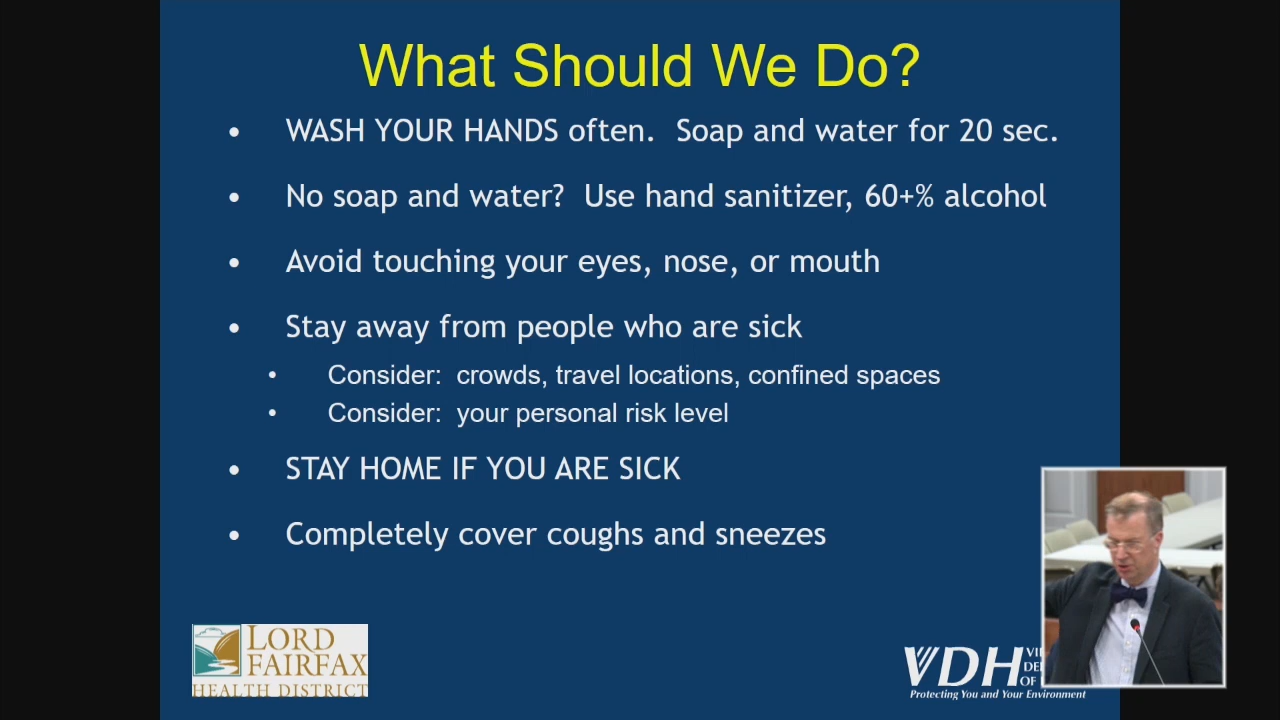 What Should We Do?
• WASH YOUR HANDS often.  Soap and water for 20 sec.
• No soap and water?  Use hand sanitizer, 60+% alcohol
• Avoid touching your eyes, nose, or mouth
• Stay away from people who are sick
• Consider:  crowds, travel locations, confined spaces
• Consider:  your personal risk level
• STAY HOME IF YOU ARE SICK
• Completely cover coughs and sneezes
LORD
FAIRFAX
HEALTH DISTRICT
VDH
OF
Protecting You and Your Environment